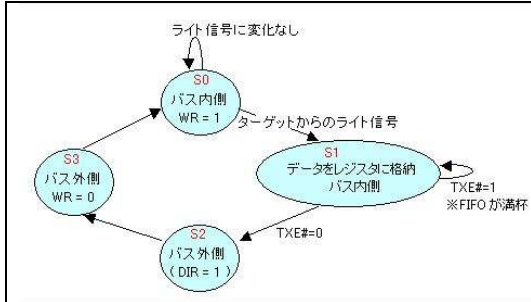 ライト信号に変化なし
S0
バス内側
WR = 1
ターゲットからのライト信号
S1
データをレジスタに格納
バス内側
TXE#=1
※FIFOが満杯
S3
バス外側
WR = 0
TXE#=0
S2
バス外側
( DIR = 1 )